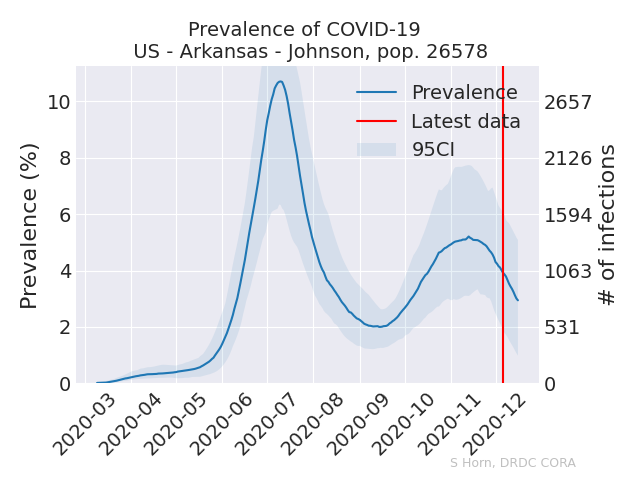 Prevalence of COVID-19
US - Arkansas - Johnson, pop. 26578
Prevalence (%)
10
8
6
4
2
0
2657
2126
1594
1063
531
0
# of infections
Prevalence
Latest data
95CI
2020-03
2020-04
2020-05
2020-06
2020-07
2020-08
2020-09
2020-10
2020-11
2020-12
S Horn, DRDC CORA